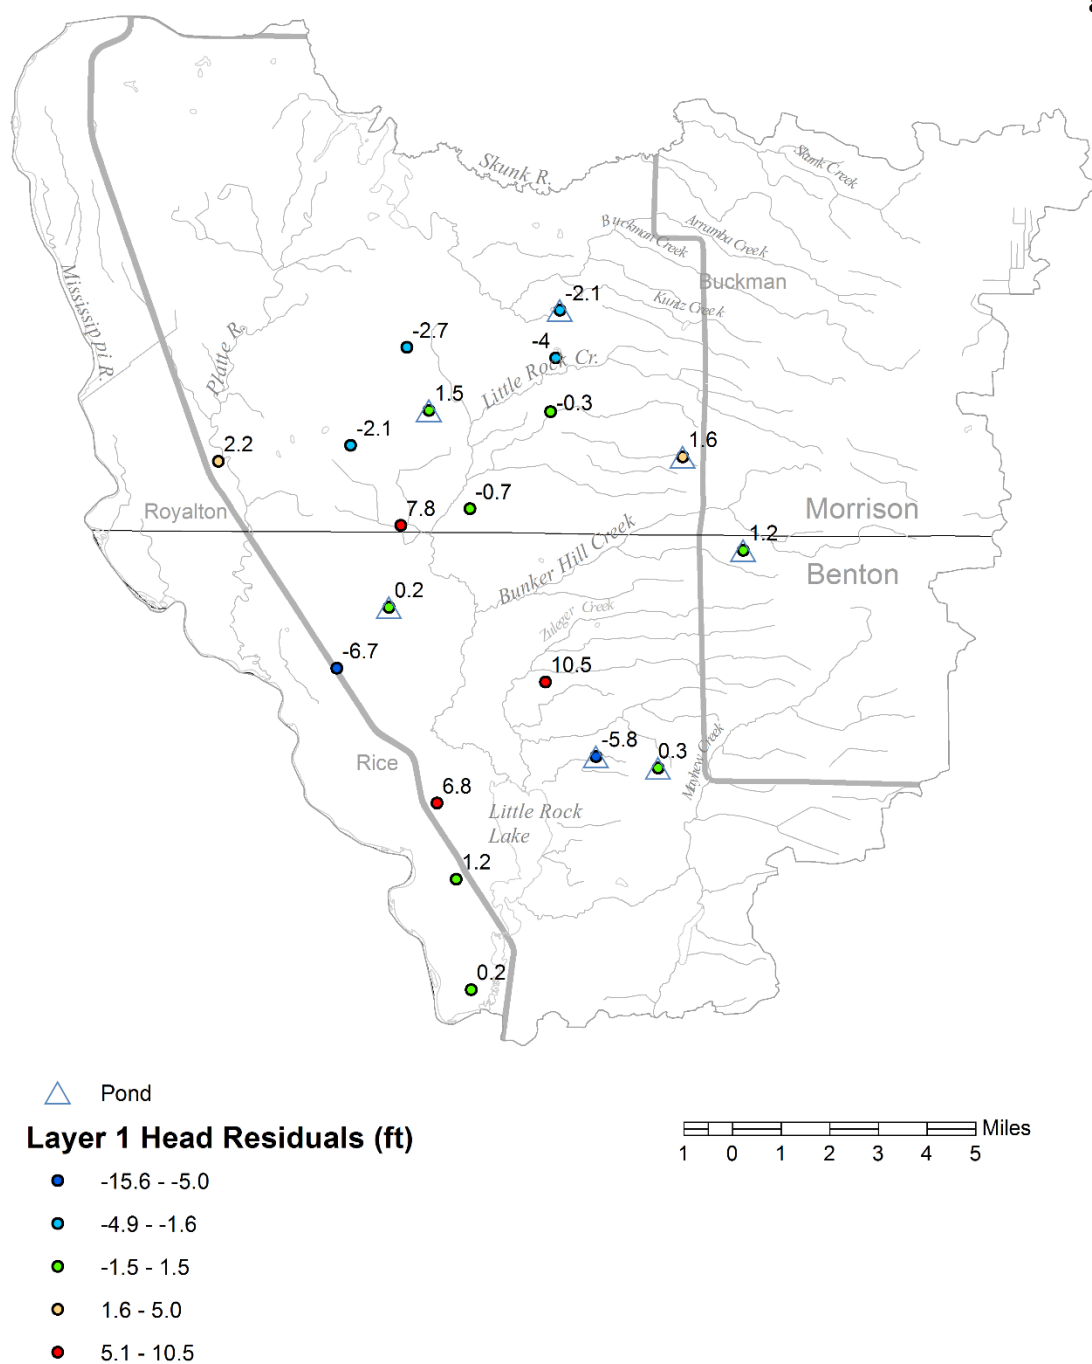 Skunk R.
Skunk Creek
Buckman Creek
Arramba Creek
Mississippi R.
Buckman
-2.1
Kuntz Creek
Platte R.
-2.7
-4
Little Rock Cr.
1.5
-0.3
-2.1
2.2
1.6
Royalton
7.8
-0.7
Morrison
1.2
Bunker Hill Creek
Benton
0.2
Zuleger Creek
-6.7
10.5
-5.8
0.3
Mayhew Creek
Rice
6.8
Little Rock
Lake
1.2
0.2
Pond
Layer 1 Head Residuals (ft)
Miles
1 0 1 2 3 4 5
-15.6 - -5.0
-4.9 - -1.6
-1.5 - 1.5
1.6 - 5.0
5.1 - 10.5